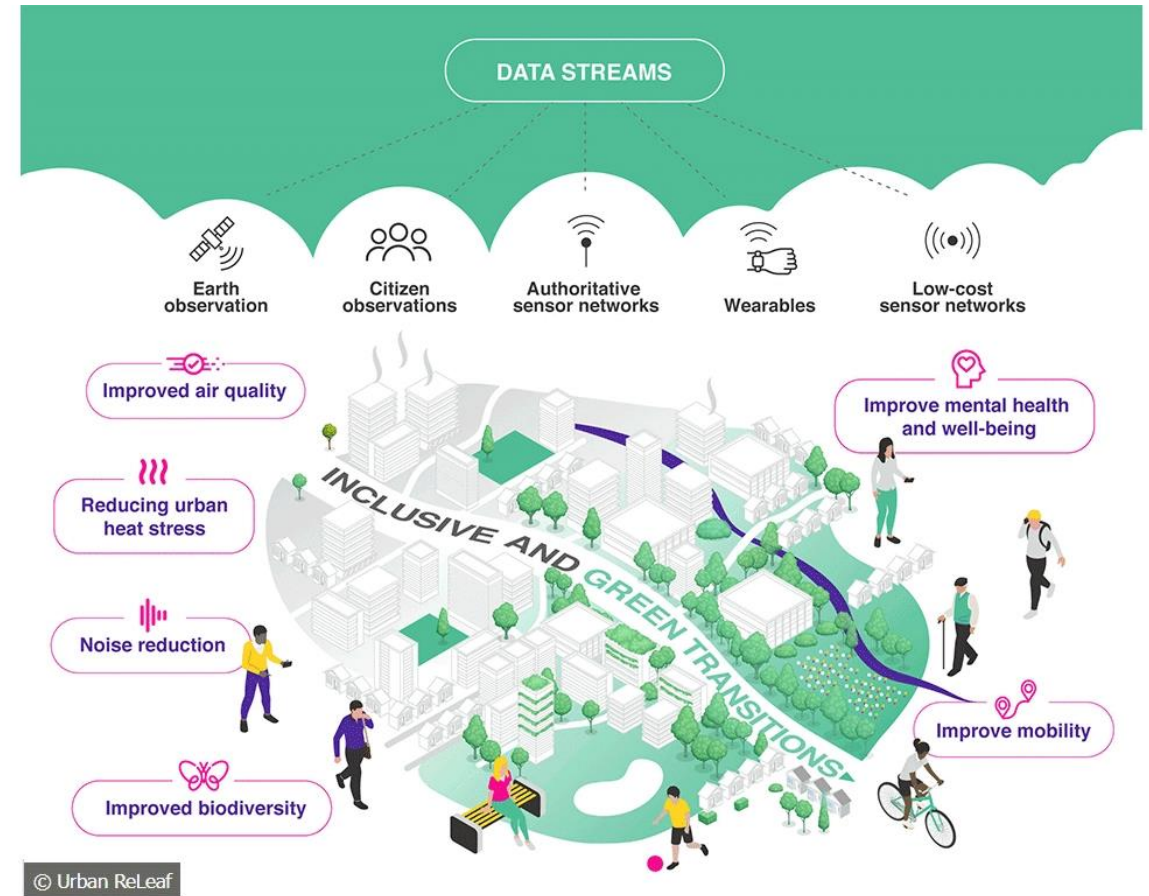 DATA STREAMS
Earth
observation
Citizen
observations
Authoritative
sensor networks
Wearables
Low-cost
sensor networks
Improved air quality
Improve mental health
and well-being
Reducing urban
heat stress
INCLUSIVE AND GREEN TRANSITIONS
Noise reduction
Improve mobility
Improved biodiversity
© Urban ReLeaf